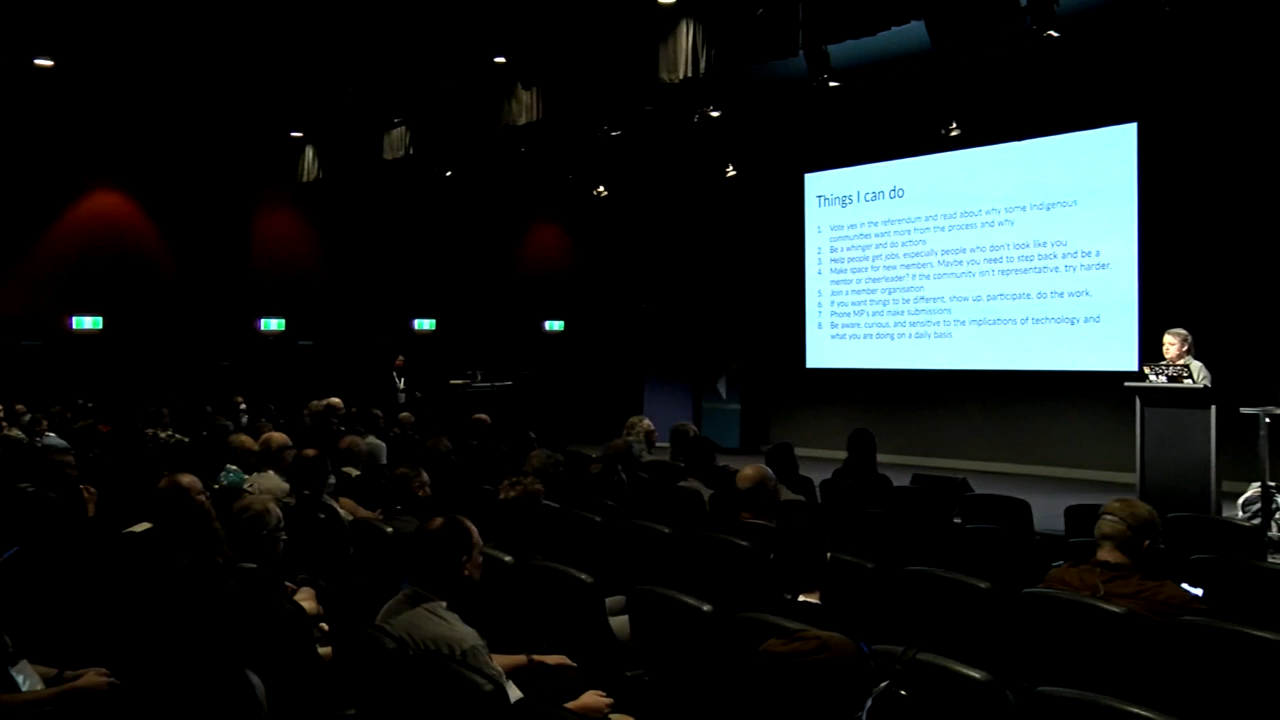 Things I can do
1. Vote yes in the referendum and read about why some Indigenous
communities want more from the process and why
2. Be a whinger and do actions
3. Help people get jobs, especially people who don't look like you
4. Make space for new members. Maybe you need to step back and be a
mentor or cheerleader? If the community isn't representative, try harder.
5. Join a member organisation
6. If you want things to be different, show up, participate, do the work,
7. Phone MP's and make submissions
8. Be aware, curious, and sensitive to the implications of technology and
what you are doing on a daily basis